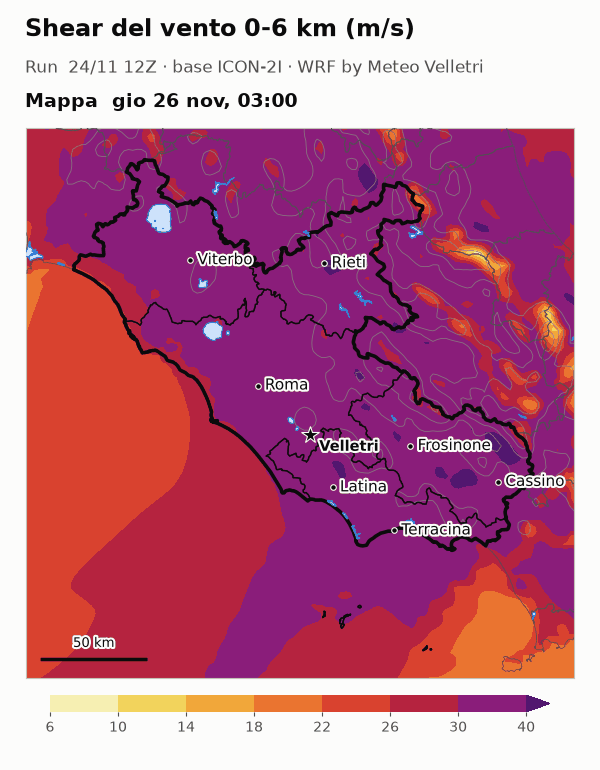 Shear del vento 0-6 km (m/s)
Run 24/11 12Z · base ICON-2I · WRF by Meteo Velletri
Mappa gio 26 nov, 03:00
Viterbo
Rieti
Roma
Velletri
Frosinone
Latina
Cassino
Terracina
50 km
6 10 14 18 22 26 30 40